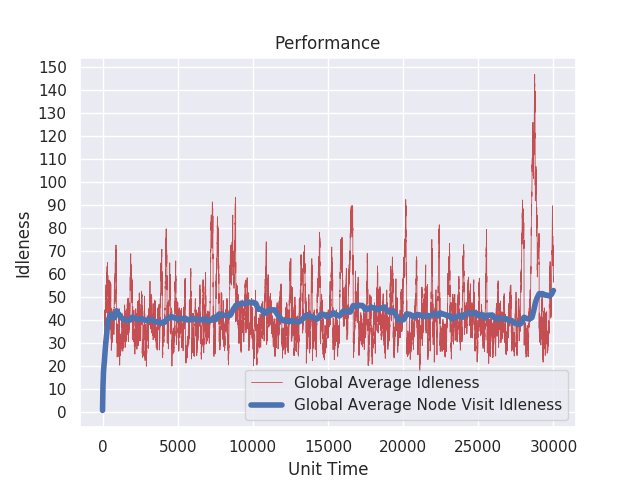 Performance
150
140
130
120
110
100
90
80
70
60
50
40
30
20
10
0
Idleness
Global Average Idleness
Global Average Node Visit Idleness
0 5000 10000 15000 20000 25000 30000
Unit Time